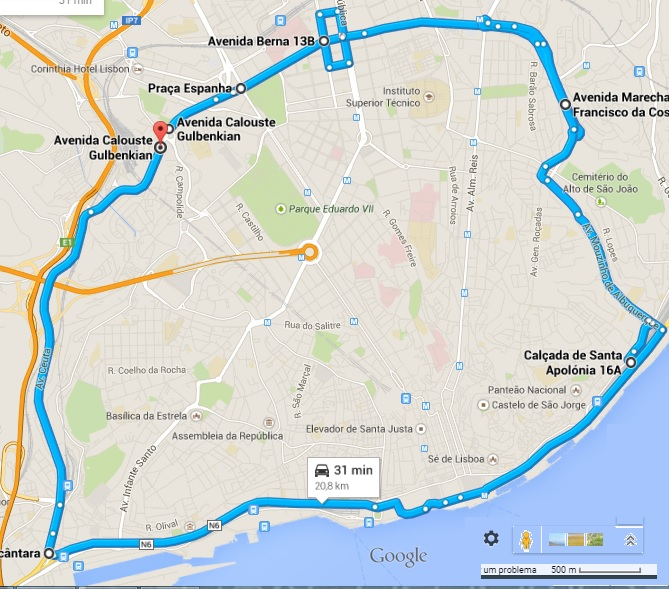 31 min
IP7
Avenida Berna 13B
Corinthia Hotel Lisbon
Praça Espanha
Instituto
Superior Técnico
R. Barão Sabrosa
Avenida Marecha
Francisco da Cos
Avenida Calouste
Gulbenkian
Avenida Calouste
Gulbenkian
Cemitério do
Alto de São João
R. Campolide
Av. Alm. Reis
Rua de Arroios
R. Castilho
Parque Eduardo VII
R. Gomes Freire
Av. Gen. Roçadas
R. Lopes
E1
Av. Mouzinho de Albuquerque
Rua do Salitre
Av. Ceuta
R. Coelho da Rocha
R. São Marçal
Calçada de Santa
Apolónia 16A
Panteão Nacional
Castelo de São Jorge
Basílica da Estrela
Assembleia da República
Elevador de Santa Justa
Av. Infante Santo
Sé de Lisboa
31 min
20,8 km
R. Olival
N6
N6
cântara
Google
um problema
500 m